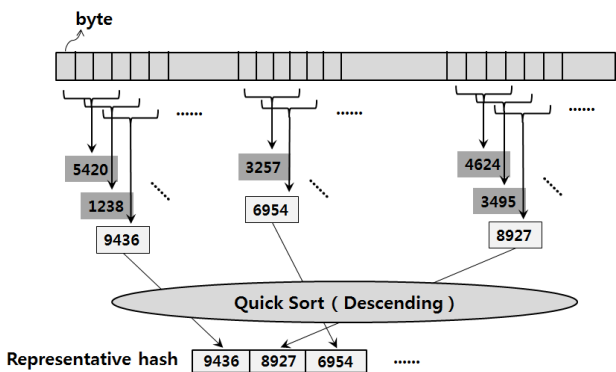 byte
...... ...... ......
5420 3257 4624
1238 6954 3495
9436 8927
Quick Sort ( Descending )
Representative hash 9436 8927 6954 ......